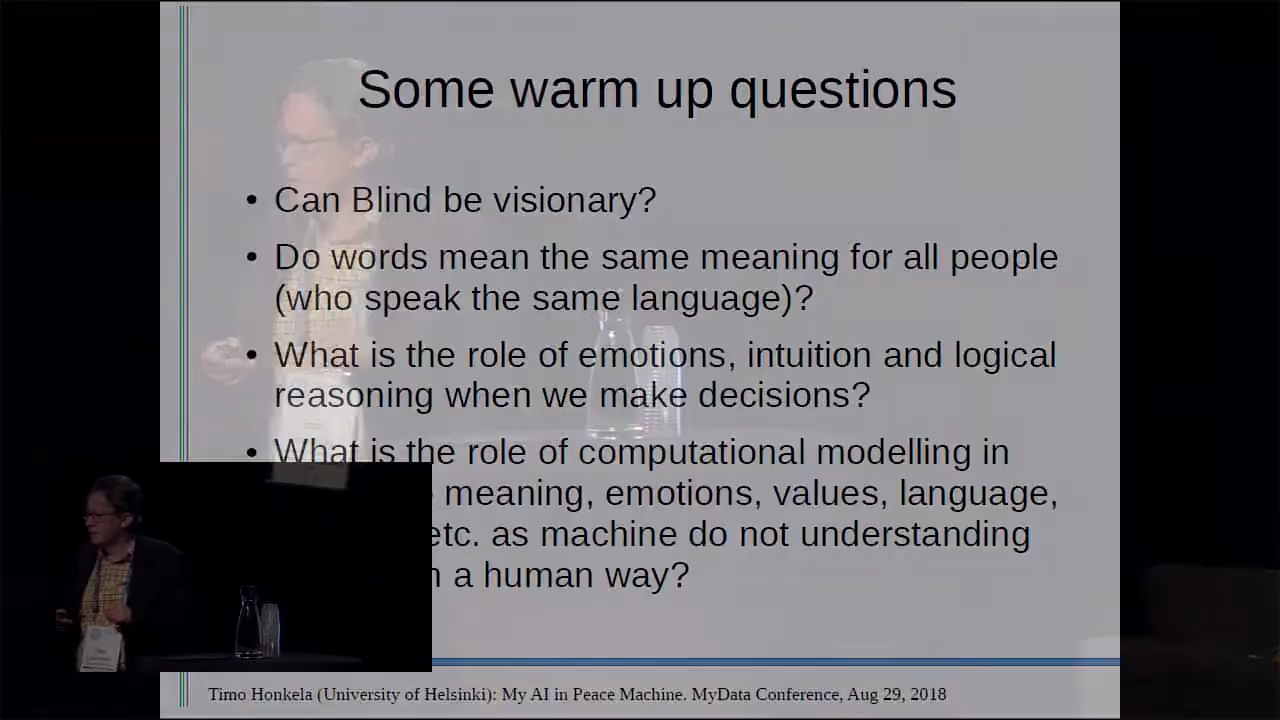 Some warm up questions
• Can Blind be visionary?
• Do words mean the same meaning for all people
(who speak the same language)?
• What is the role of emotions, intuition and logical
reasoning when we make decisions?
• What is the role of computational modelling in
meaning, emotions, values, language,
etc. as machine do not understanding
a human way?
Timo Honkela (University of Helsinki): My AI in Peace Machine. MyData Conference, Aug 29, 2018